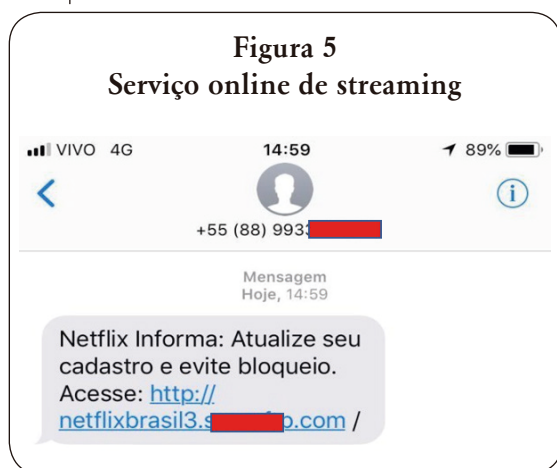 Figura 5
Serviço online de streaming
VIVO 4G 14:59 89%
+55 (88) 993
Mensagem
Hoje, 14:59
Netflix Informa: Atualize seu
cadastro e evite bloqueio.
Acesse: http://
netflixbrasil3.s .com /